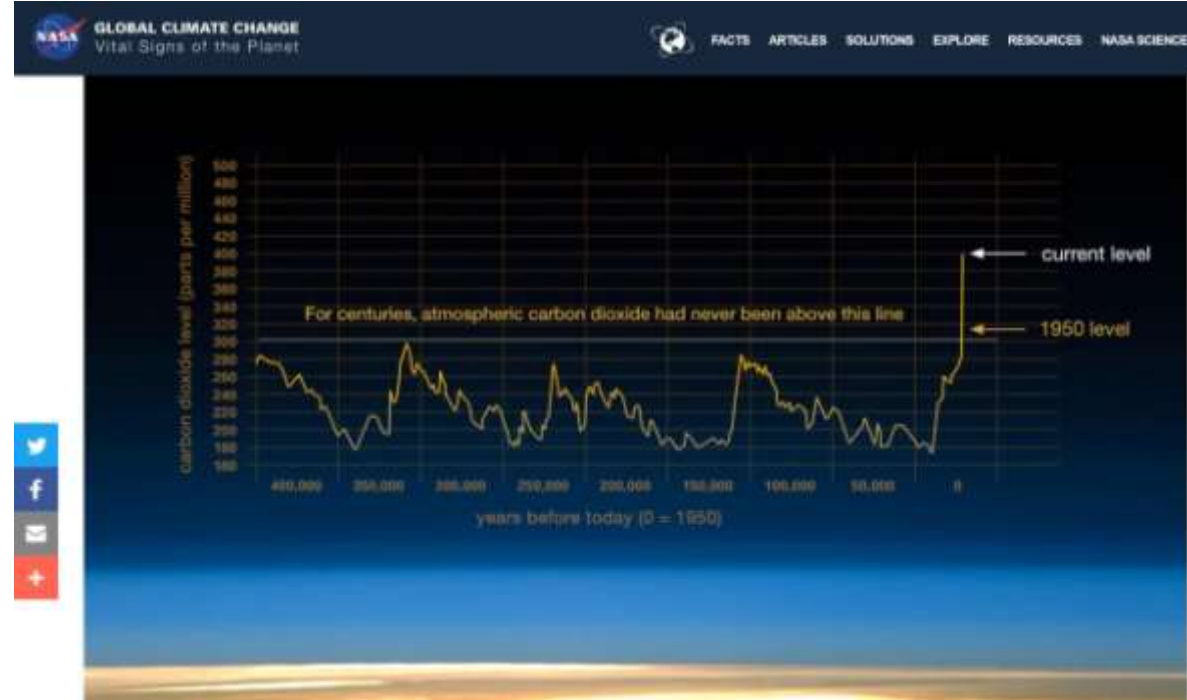 NASA
GLOBAL CLIMATE CHANGE
Vital Signs of the Planet
FACTS ARTICLES SOLUTIONS EXPLORE RESOURCES NASA SCIENCE
carbon dioxide level (parts per million)
500
480
460
440
420
400
380
360
340
320
300
280
260
240
220
200
180
160
current level
For centuries, atmospheric carbon dioxide had never been above this line
1950 level
400,000 350,000 300,000 250,000 200,000 150,000 100,000 50,000 0
years before today (0 = 1950)